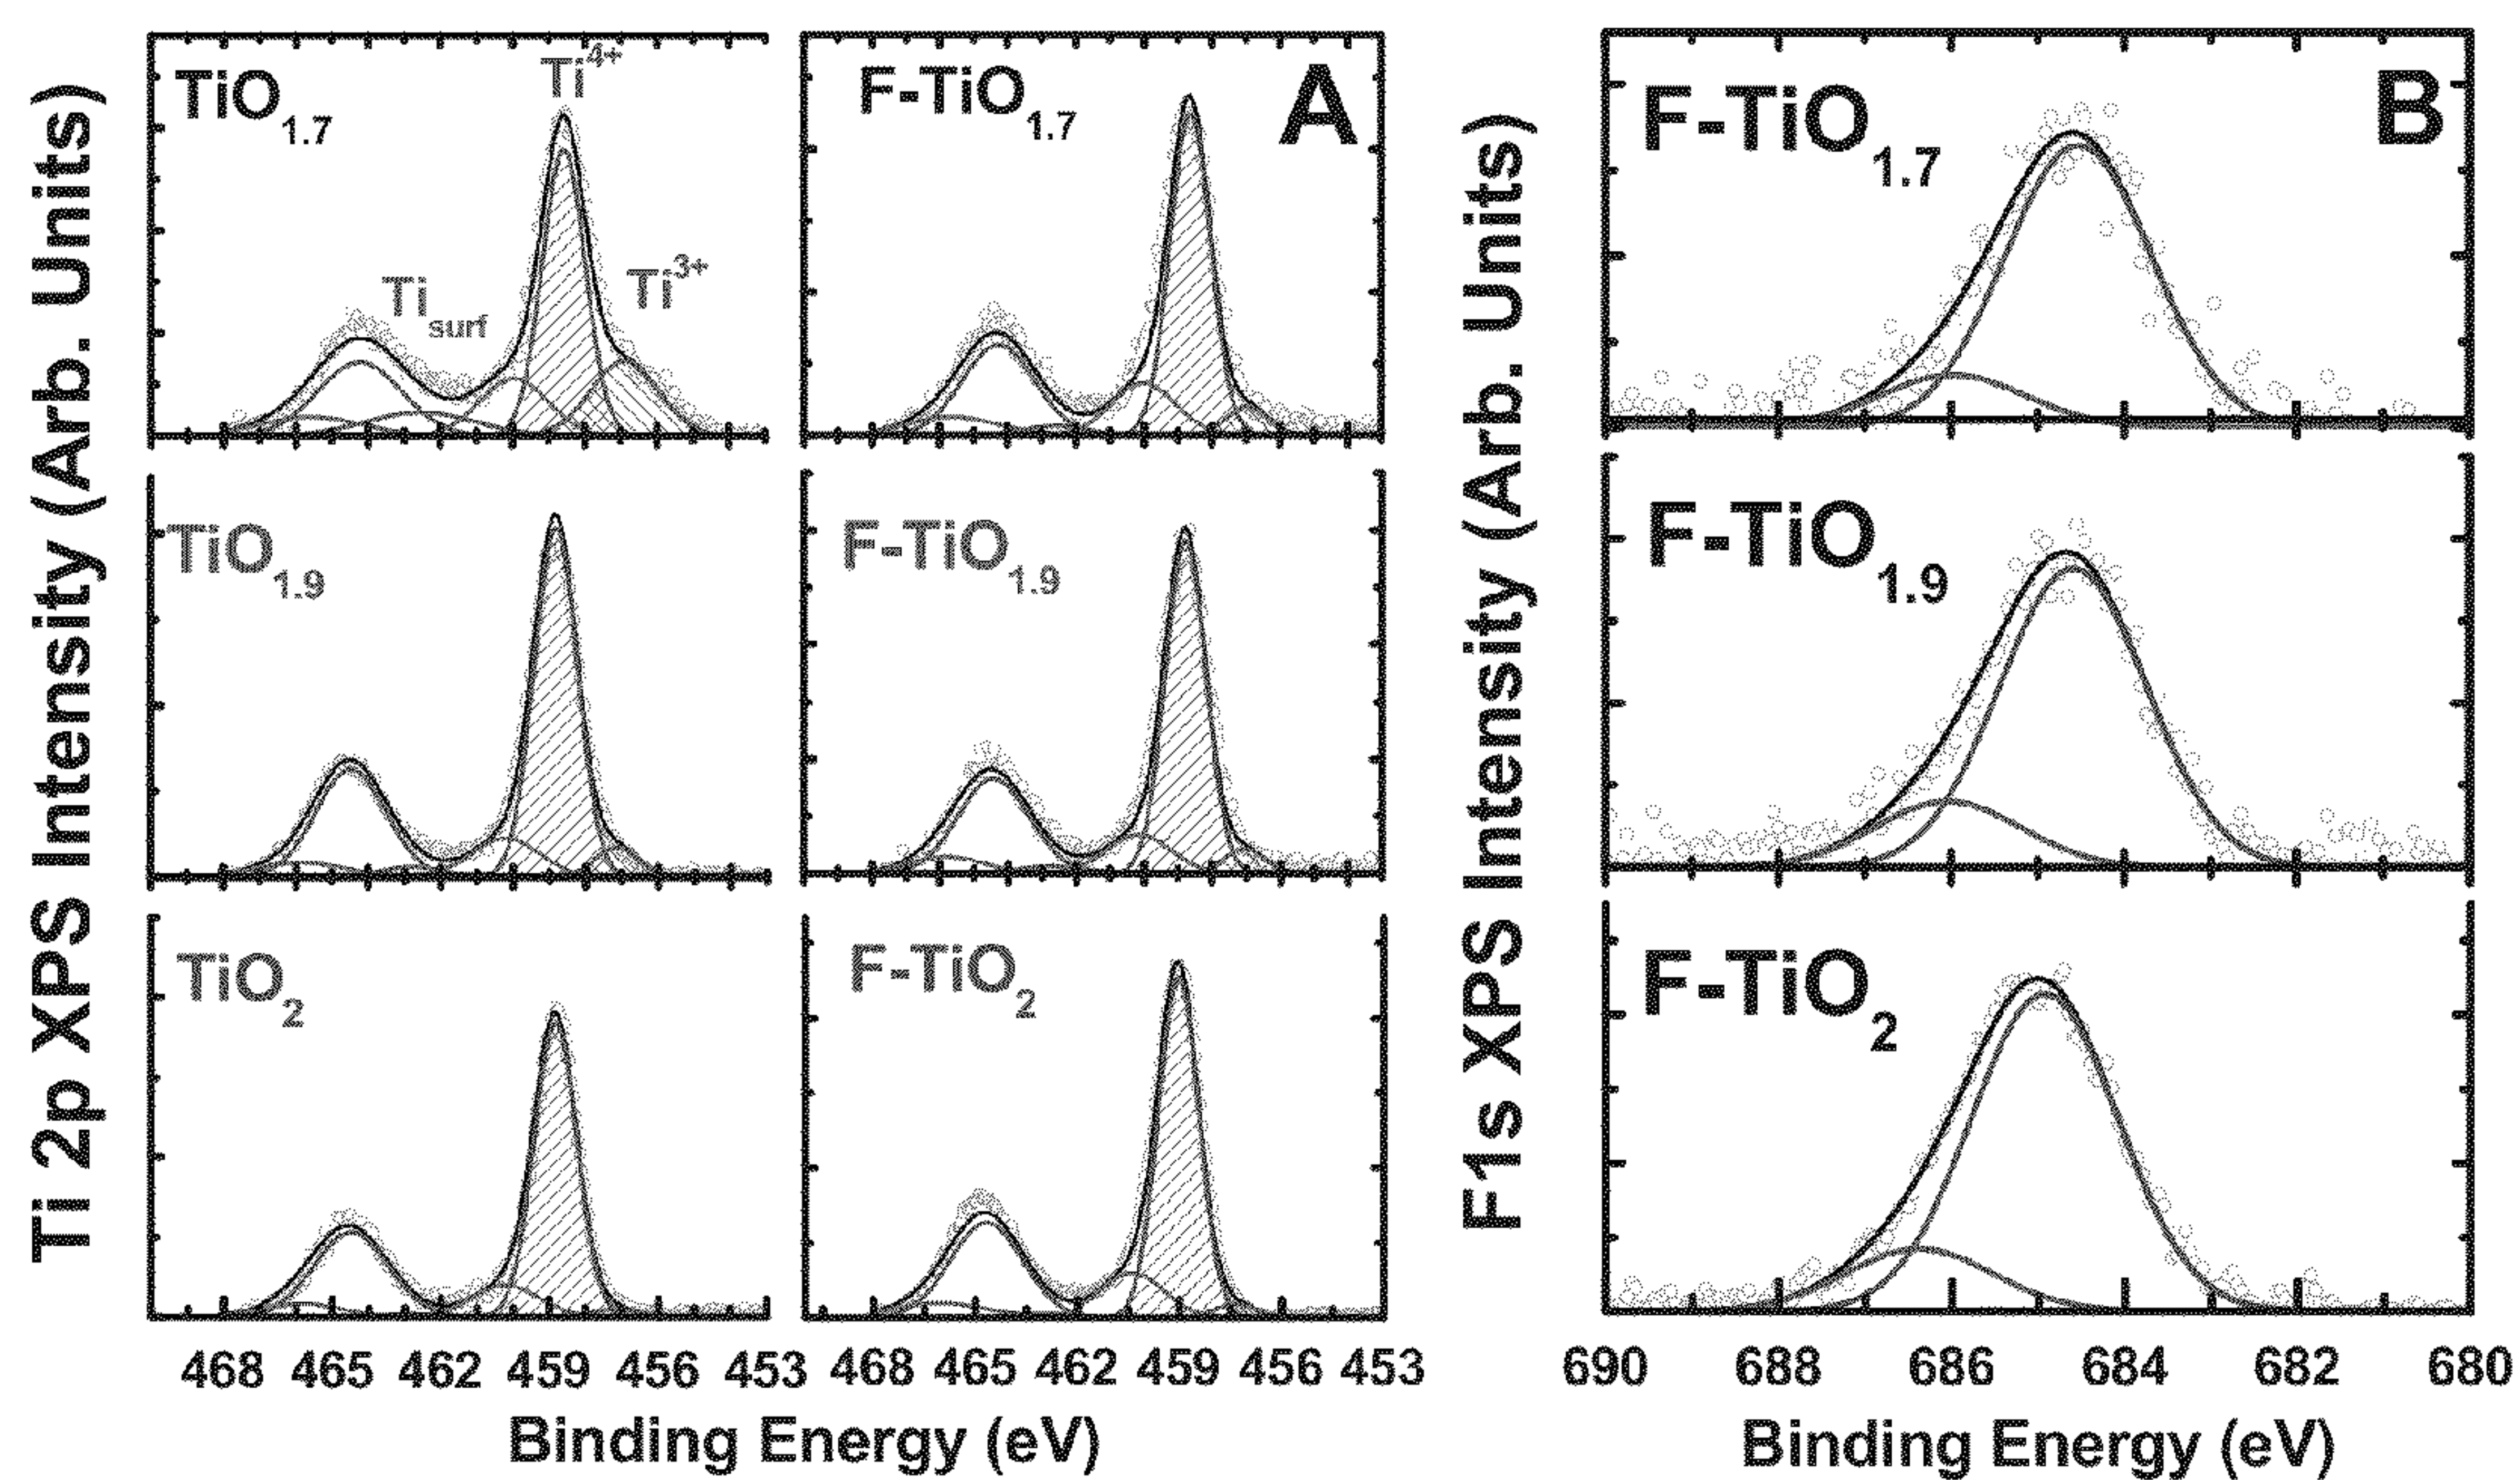 Ti 2p XPS Intensity (Arb. Units)
TiO1.7
Ti4+
Tisurf
Ti3+
F-TiO1.7
A
TiO1.9
F-TiO1.9
TiO2
F-TiO2
468 465 462 459 456 453 468 465 462 459 456 453
Binding Energy (eV)
F1s XPS Intensity (Arb. Units)
F-TiO1.7
B
F-TiO1.9
F-TiO2
690 688 686 684 682 680
Binding Energy (eV)